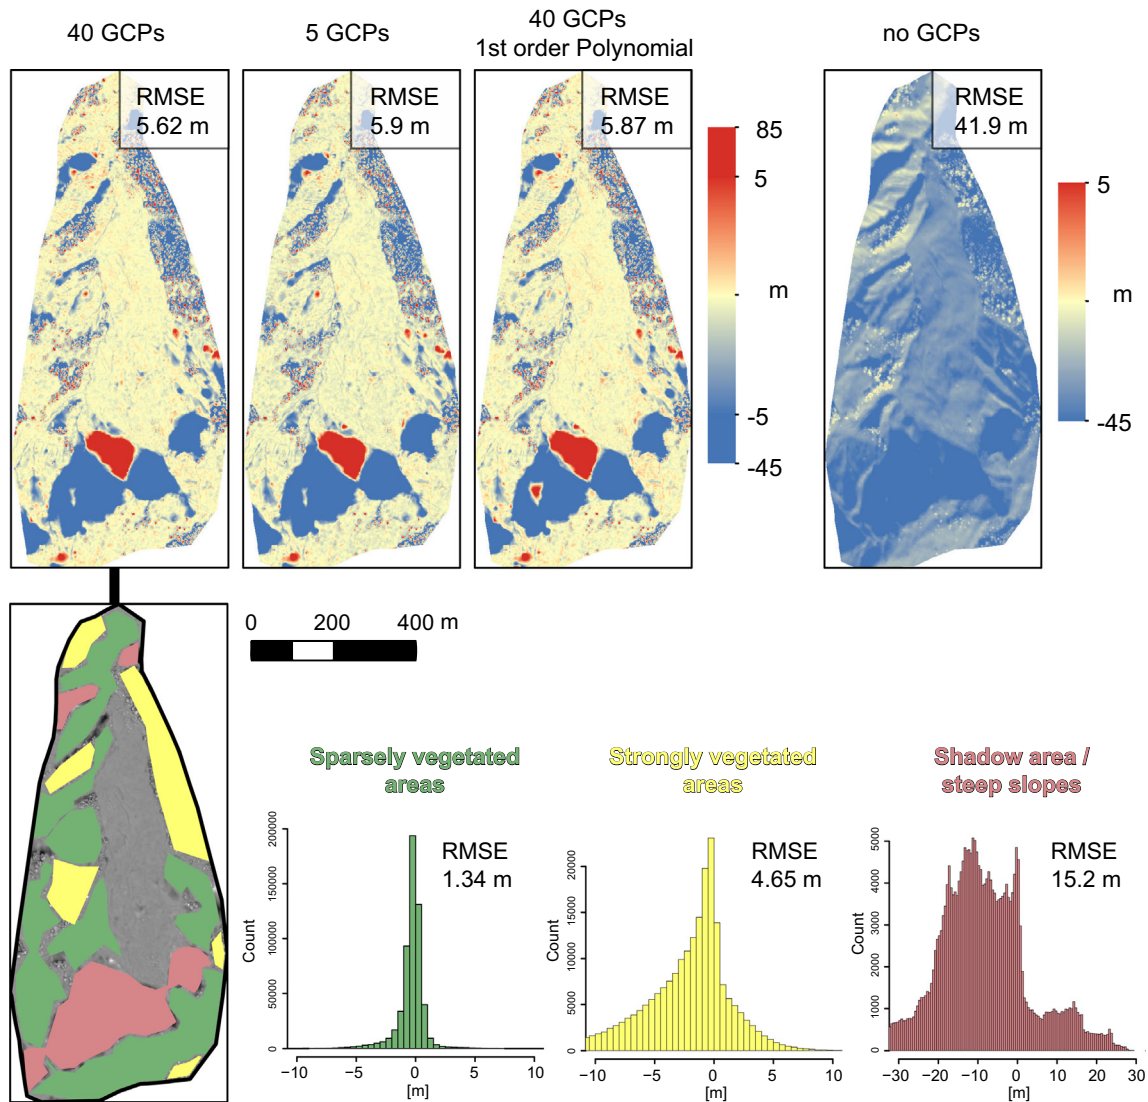 40 GCPs
5 GCPs
40 GCPs
1st order Polynomial
no GCPs
RMSE
5.62 m
RMSE
5.9 m
RMSE
5.87 m
RMSE
41.9 m
85
5
m
-5
-45
5
m
-45
0 200 400 m
Sparsely vegetated
areas
RMSE
1.34 m
Count
0 50000 100000 150000 200000
−10 −5 0 5 10
[m]
Strongly vegetated
areas
RMSE
4.65 m
Count
0 5000 10000 15000 20000
−10 −5 0 5 10
[m]
Shadow area /
steep slopes
RMSE
15.2 m
Count
0 1000 2000 3000 4000 5000
−30 −20 −10 0 10 20 30
[m]